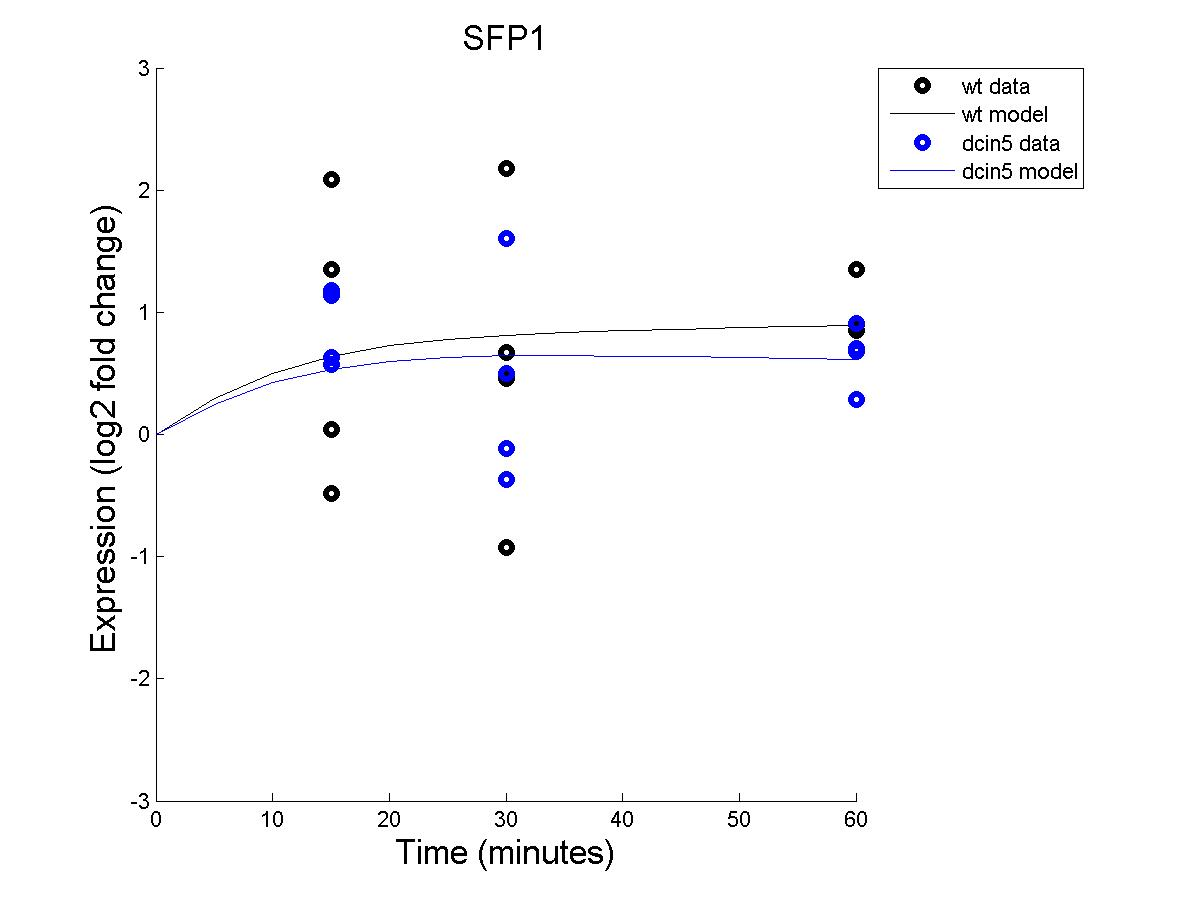 SFP1
wt data
wt model
dcin5 data
dcin5 model
Expression (log2 fold change)
3
2
1
0
-1
-2
-3
0 10 20 30 40 50 60
Time (minutes)